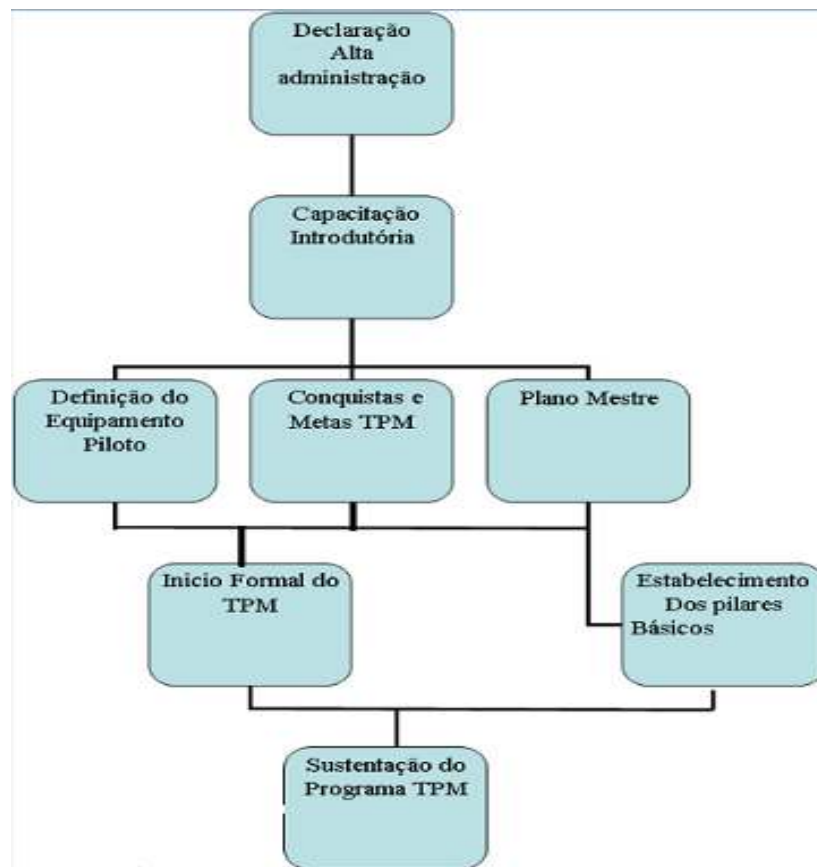 Declaração
Alta
administração
Capacitação
Introdutória
Definição do
Equipamento
Piloto
Conquistas e
Metas TPM
Plano Mestre
Inicio Formal do
TPM
Estabelecimento
Dos pilares
Básicos
Sustentação do
Programa TPM